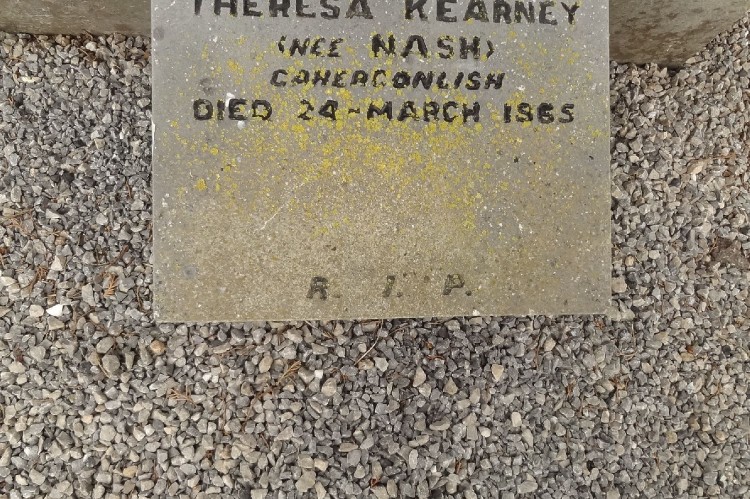 THERESA KEARNEY
(NEE NASH)
CAHERCONLISH
DIED 24-MARCH 1965
R. I. P.